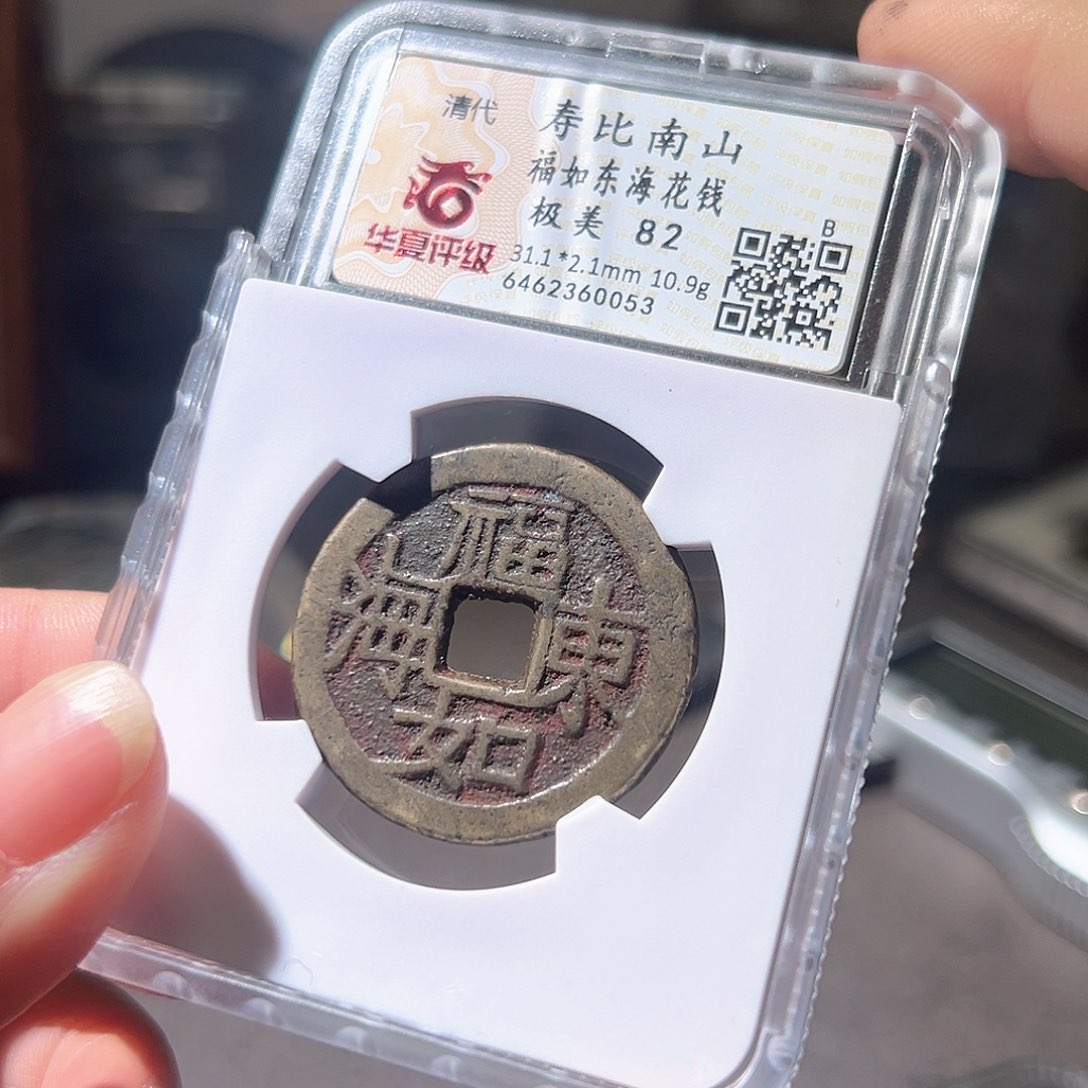 清代
华夏评级
寿比南山
福如东海花钱
极美 82
31.1*2.1mm 10.9g
6462360053
B
福如東海